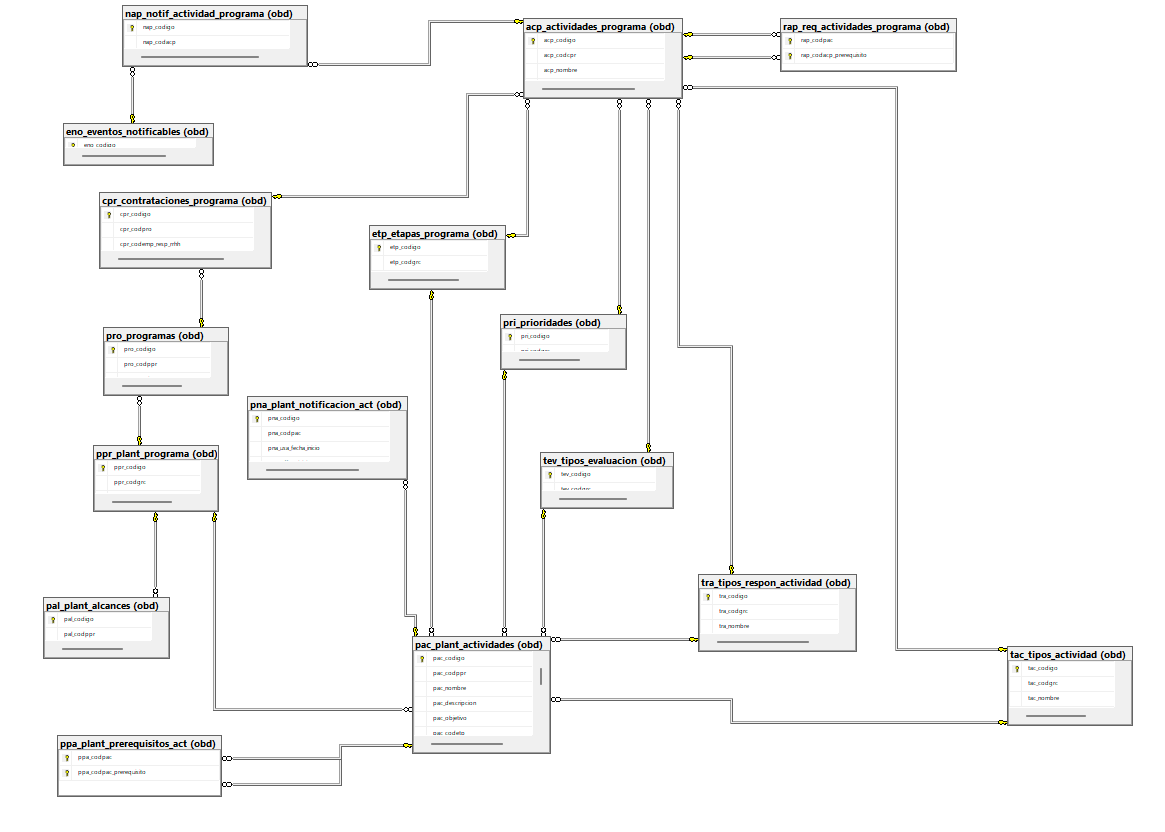 nap_notif_actividad_programa (obd)
nap_codigo
nap_codacp
acp_actividades_programa (obd)
acp_codigo
acp_codcpr
acp_nombre
rap_req_actividades_programa (obd)
rap_codpac
rap_codacp_prerequisito
eno_eventos_notificables (obd)
eno_codigo
cpr_contrataciones_programa (obd)
cpr_codigo
cpr_codpro
cpr_codemp_resp_rrhh
etp_etapas_programa (obd)
etp_codigo
etp_codgrc
pri_prioridades (obd)
pri_codigo
pro_programas (obd)
pro_codigo
pro_codppr
pna_plant_notificacion_act (obd)
pna_codigo
pna_codpac
pna_usa_fecha_inicio
ppr_plant_programa (obd)
ppr_codigo
ppr_codgrc
tev_tipos_evaluacion (obd)
tev_codigo
tev_codgrc
tra_tipos_respon_actividad (obd)
tra_codigo
tra_codgrc
tra_nombre
pal_plant_alcances (obd)
pal_codigo
pal_codppr
pac_plant_actividades (obd)
pac_codigo
pac_codppr
pac_nombre
pac_descripcion
pac_objetivo
pac_codetp
tac_tipos_actividad (obd)
tac_codigo
tac_codgrc
tac_nombre
ppa_plant_prerequisitos_act (obd)
ppa_codpac
ppa_codpac_prerequisito